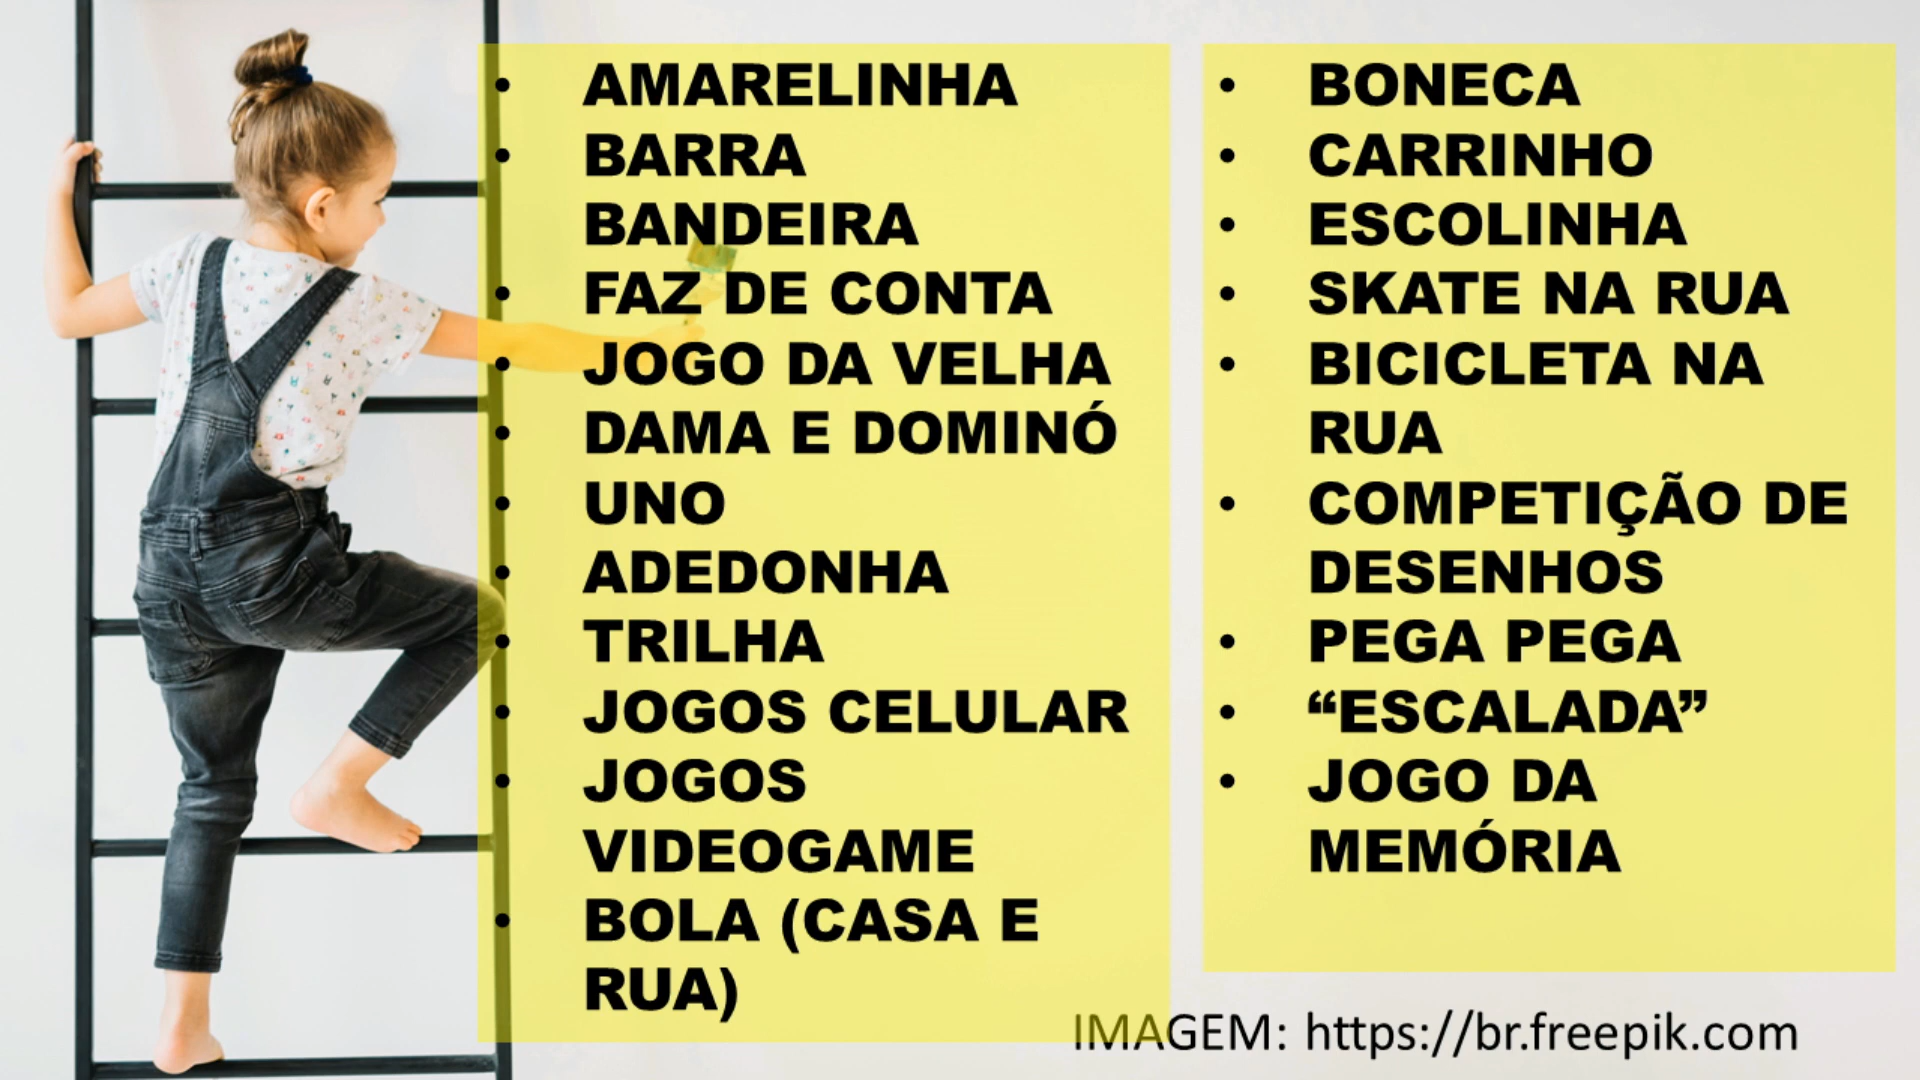 • AMARELINHA
• BARRA
BANDEIRA
• FAZ DE CONTA
• JOGO DA VELHA
• DAMA E DOMINÓ
• UNO
• ADEDONHA
• TRILHA
• JOGOS CELULAR
• JOGOS
VIDEOGAME
• BOLA (CASA E
RUA)
• BONECA
• CARRINHO
• ESCOLINHA
• SKATE NA RUA
• BICICLETA NA
RUA
• COMPETIÇÃO DE
DESENHOS
• PEGA PEGA
• “ESCALADA”
• JOGO DA
MEMÓRIA
IMAGEM: https://br.freepik.com